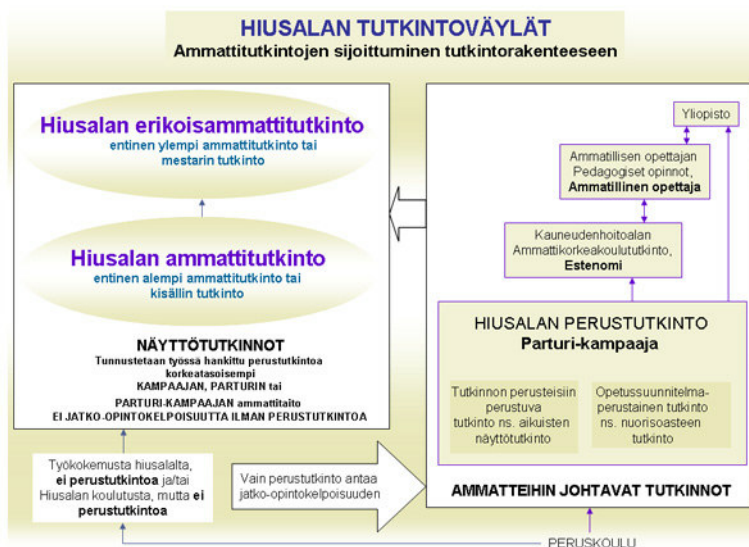 HIUSALAN TUTKINTOVÄYLÄT
Ammattitutkintojen sijoittuminen tutkintorakenteeseen
Hiusalan erikoisammattitutkinto
entinen ylempi ammattitutkinto tai
mestarin tutkinto
Hiusalan ammattitutkinto
entinen alempi ammattitutkinto tai
kisällin tutkinto
NÄYTTÖTUTKINNOT
Tunnustetaan työssä hankittu perustutkintoa
korkeatasoisempi
KAMPAAJAN, PARTURIN tai
PARTURI-KAMPAAJAN ammattitaito
EI JATKO-OPINTOKELPOISUUTTA ILMAN PERUSTUTKINTOA
Työkokemusta hiusalalta,
ei perustutkintoa ja/tai
Hiusalan koulutusta, mutta ei
perustutkintoa
Vain perustutkinto antaa
jatko-opintokelpoisuuden
Yliopisto
Ammatillisen opettajan
Pedagogiset opinnot,
Ammatillinen opettaja
Kauneudenhoitoalan
Ammattikorkeakoulututkinto,
Estenomi
HIUSALAN PERUSTUTKINTO
Parturi-kampaaja
Tutkinnon perusteisiin
perustuva
tutkinto ns. aikuisten
näyttötutkinto
Opetussuunnitelma-
perustainen tutkinto
ns. nuorisoasteen
tutkinto
AMMATTEIHIN JOHTAVAT TUTKINNOT
PERUSKOULU